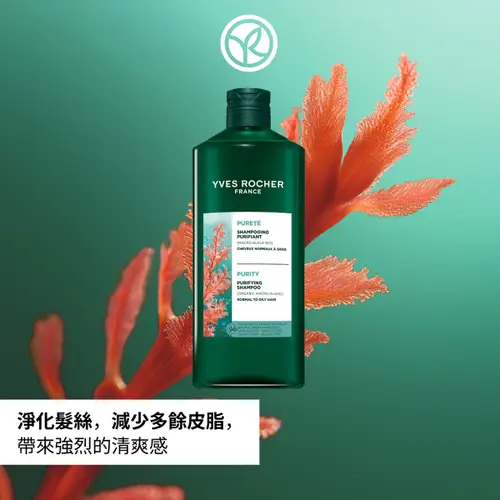 YVES ROCHER
FRANCE
PURETÉ
SHAMPOOING
PURIFIANT
CHEVEUX NORMAUX À GRAS
PURITY
PURIFYING
SHAMPOO
NORMAL TO OILY HAIR
淨化髮絲，減少多餘皮脂，
帶來強烈的清爽感